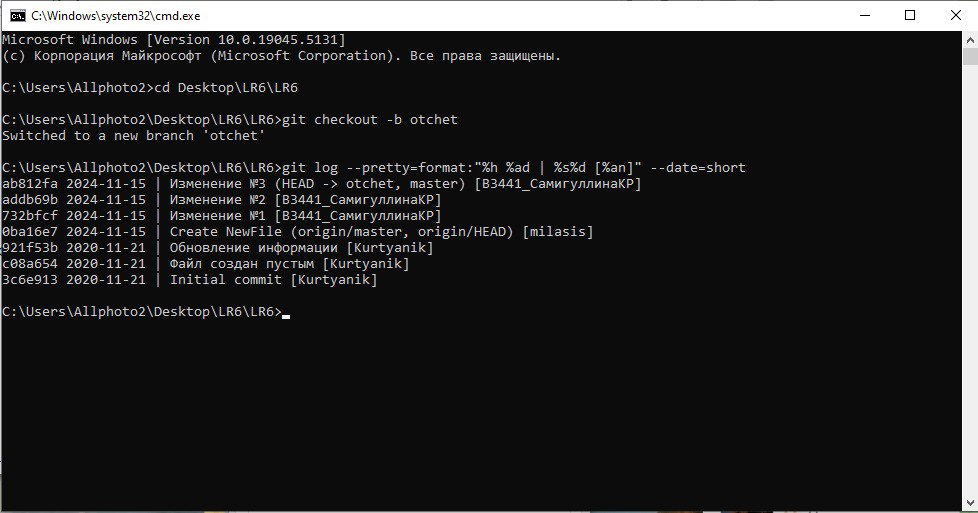 C:\Windows\system32\cmd.exe
Microsoft Windows [Version 10.0.19045.5131]
(c) Корпорация Майкрософт (Microsoft Corporation). Все права защищены.
C:\Users\Allphoto2>cd Desktop\LR6\LR6
C:\Users\Allphoto2\Desktop\LR6\LR6>git checkout -b otchet
Switched to a new branch 'otchet'
C:\Users\Allphoto2\Desktop\LR6\LR6>git log --pretty=format:"%h %ad | %s%d [%an]" --date=short
ab812fa 2024-11-15 | Изменение №3 (HEAD -> otchet, master) [В3441_СамигуллинаКР]
addb69b 2024-11-15 | Изменение №2 [В3441_СамигуллинаКР]
732bfcf 2024-11-15 | Изменение №1 [В3441_СамигуллинаКР]
0ba16e7 2024-11-15 | Create NewFile (origin/master, origin/HEAD) [milasis]
921f53b 2020-11-21 | Обновление информации [Kurtyanik]
c08a654 2020-11-21 | Файл создан пустым [Kurtyanik]
3c6e913 2020-11-21 | Initial commit [Kurtyanik]
C:\Users\Allphoto2\Desktop\LR6\LR6>